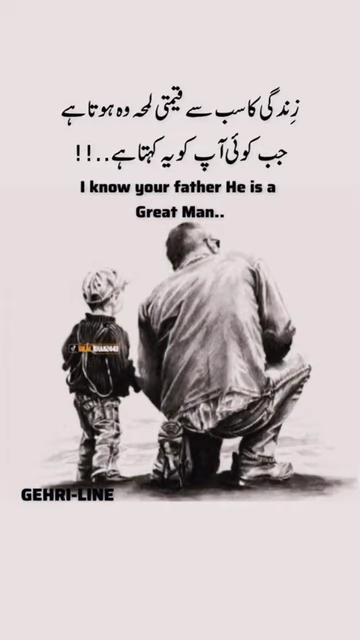 زِندگی کا سب سے قیمتی لمحہ وہ ہوتا ہے
جب کوئی آپ کو یہ کہتا ہے..!!
I know your father He is a
Great Man..
GEHRI-LINE